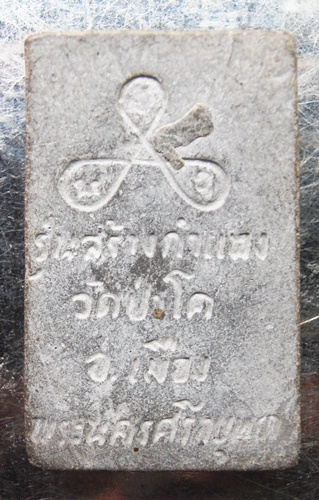 รุ่นสร้างกำแพง
วัดป่าโค
อ.เมือง
พระนครศรีอยุธยา